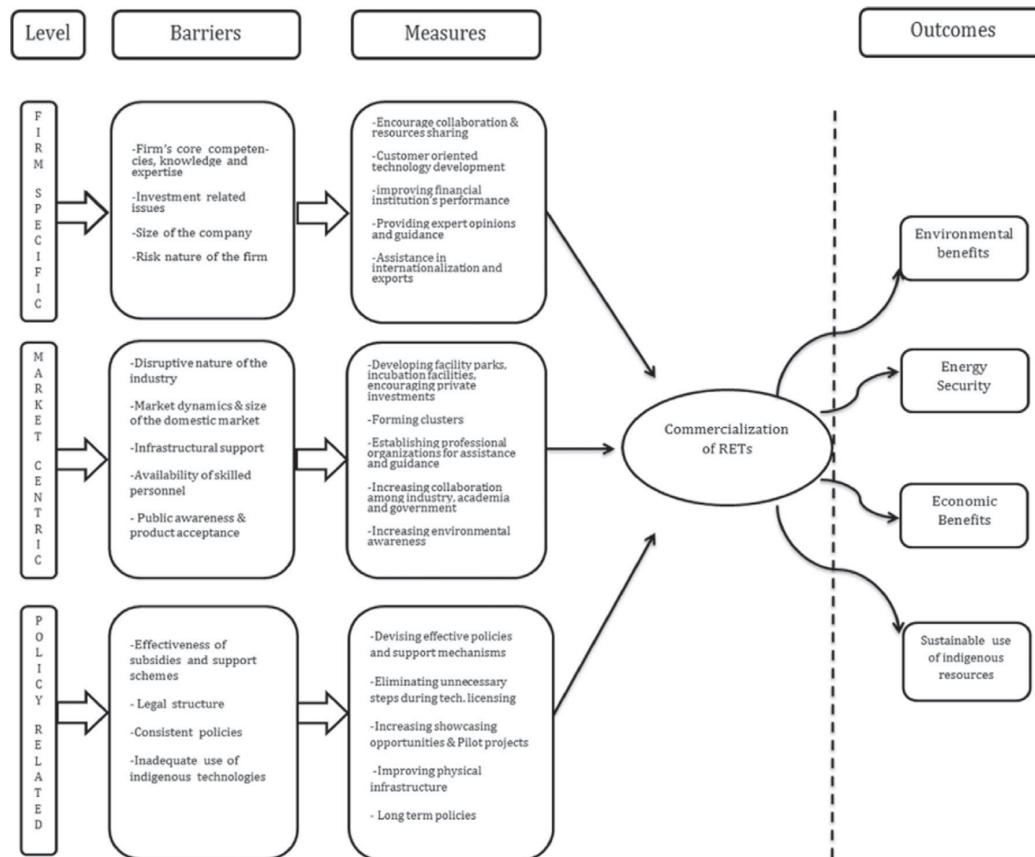 Level
Barriers
Measures
Outcomes
FIRM SPECIFIC
-Firm's core competen-
cies, knowledge and
expertise
-Investment related
issues
-Size of the company
-Risk nature of the firm
-Encourage collaboration &
resources sharing
-Customer oriented
technology development
-improving financial
institution's performance
-Providing expert opinions
and guidance
-Assistance in
internationalization and
exports
MARKET CENTRIC
-Disruptive nature of the
industry
-Market dynamics & size
of the domestic market
-Infrastructural support
-Availability of skilled
personnel
- Public awareness &
product acceptance
-Developing facility parks,
incubation facilities,
encouraging private
investments
-Forming clusters
-Establishing professional
organizations for assistance
and guidance
-Increasing collaboration
among industry, academia
and government
-Increasing environmental
awareness
POLICY RELATED
-Effectiveness of
subsidies and support
schemes
- Legal structure
-Consistent policies
-Inadequate use of
indigenous technologies
-Devising effective policies
and support mechanisms
-Eliminating unnecessary
steps during tech. licensing
-Increasing showcasing
opportunities & Pilot projects
-Improving physical
infrastructure
- Long term policies
Commercialization
of RETs
Environmental
benefits
Energy
Security
Economic
Benefits
Sustainable use
of indigenous
resources